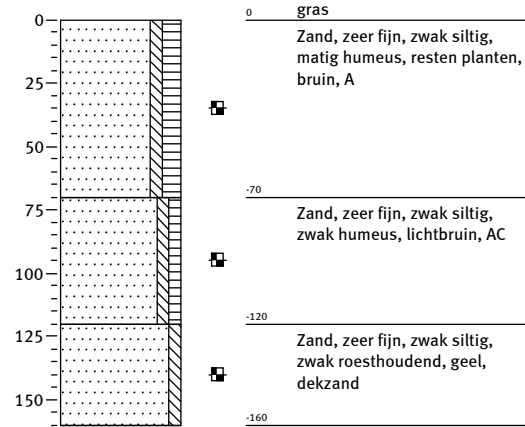 0
25
50
75
100
125
150
0 gras
Zand, zeer fijn, zwak siltig,
matig humeus, resten planten,
bruin, A
-70
Zand, zeer fijn, zwak siltig,
zwak humeus, lichtbruin, AC
-120
Zand, zeer fijn, zwak siltig,
zwak roesthoudend, geel,
dekzand
-160